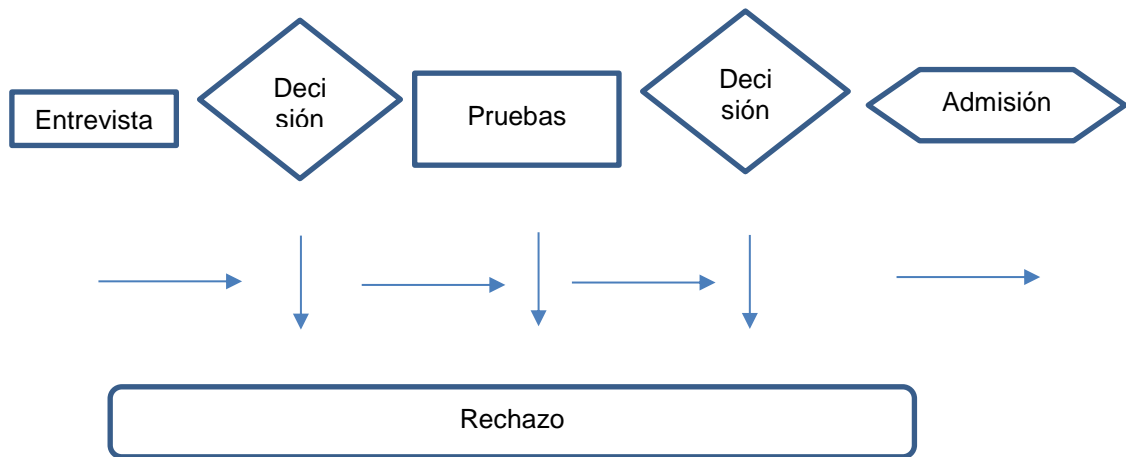 Entrevista
Deci
sión
Pruebas
Deci
sión
Admisión
Rechazo